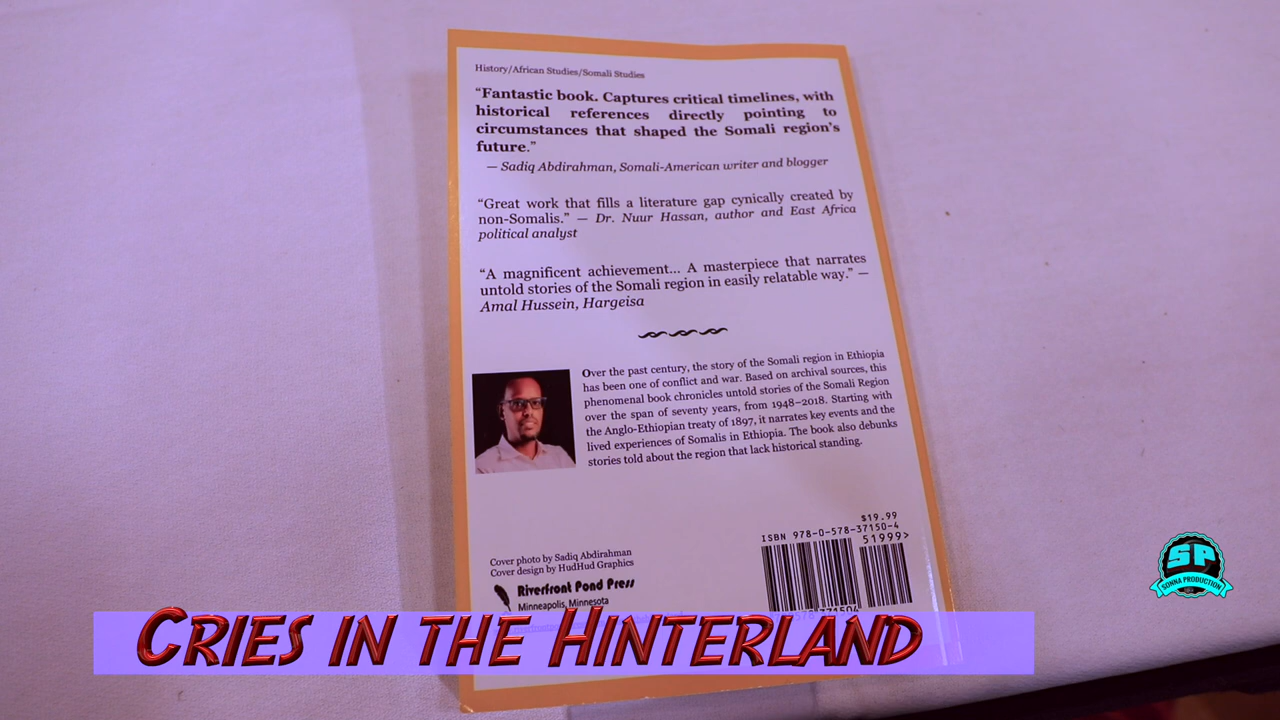 History/African Studies/Somali Studies
“Fantastic book. Captures critical timelines, with
historical references directly pointing to
circumstances that shaped the Somali region’s
future.”
— Sadiq Abdirahman, Somali-American writer and blogger
“Great work that fills a literature gap cynically created by
non-Somalis.” — Dr. Nuur Hassan, author and East Africa
political analyst
“A magnificent achievement... A masterpiece that narrates
untold stories of the Somali region in easily relatable way.” —
Amal Hussein, Hargeisa
Over the past century, the story of the Somali region in Ethiopia
has been one of conflict and war. Based on archival sources, this
phenomenal book chronicles untold stories of the Somali Region
over the span of seventy years, from 1948–2018. Starting with
the Anglo-Ethiopian treaty of 1897, it narrates key events and the
lived experiences of Somalis in Ethiopia. The book also debunks
stories told about the region that lack historical standing.
$19.99
ISBN 978-0-578-37150-4
51999>
Cover photo by Sadiq Abdirahman
Cover design by HudHud Graphics
Riverfront Pond Press
Minneapolis, Minnesota
CRIES IN THE HINTERLAND
SP
SONNA PRODUCTION